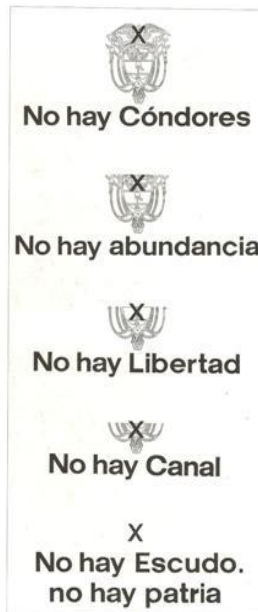 X
No hay Cóndores
X
No hay abundancia
X
No hay Libertad
X
No hay Canal
X
No hay Escudo.
no hay patria